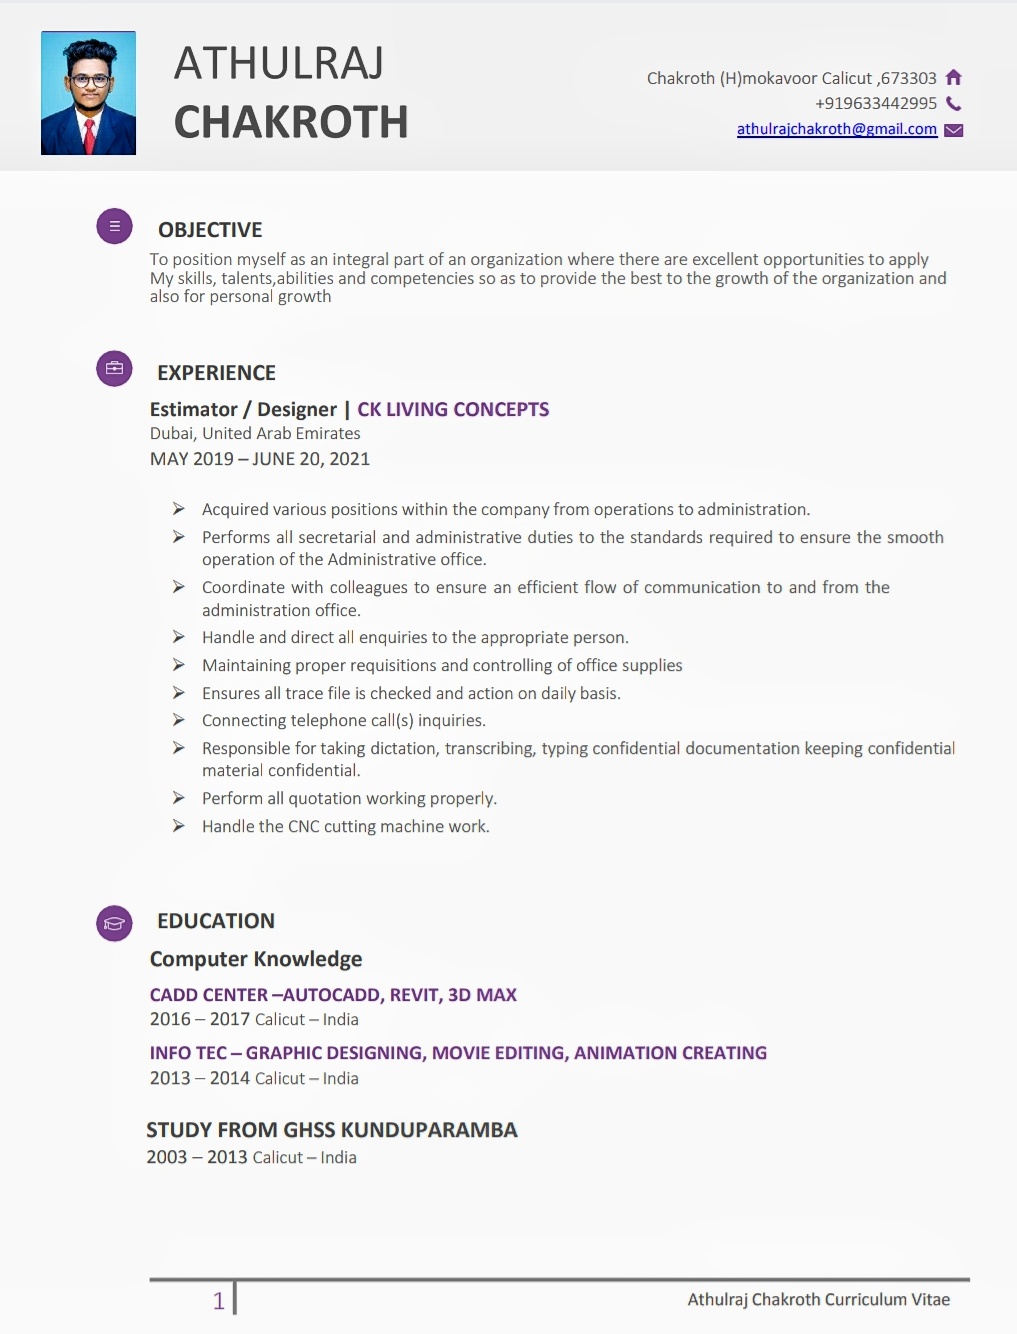 ATHULRAJ
CHAKROTH
Chakroth (H)mokavoor Calicut ,673303
+919633442995
athulrajchakroth@gmail.com
OBJECTIVE
To position myself as an integral part of an organization where there are excellent opportunities to apply
My skills, talents,abilities and competencies so as to provide the best to the growth of the organization and
also for personal growth
EXPERIENCE
Estimator / Designer | CK LIVING CONCEPTS
Dubai, United Arab Emirates
MAY 2019 – JUNE 20, 2021
Acquired various positions within the company from operations to administration.
Performs all secretarial and administrative duties to the standards required to ensure the smooth
operation of the Administrative office.
Coordinate with colleagues to ensure an efficient flow of communication to and from the
administration office.
Handle and direct all enquiries to the appropriate person.
Maintaining proper requisitions and controlling of office supplies
Ensures all trace file is checked and action on daily basis.
Connecting telephone call(s) inquiries.
Responsible for taking dictation, transcribing, typing confidential documentation keeping confidential
material confidential.
Perform all quotation working properly.
Handle the CNC cutting machine work.
EDUCATION
Computer Knowledge
CADD CENTER –AUTOCADD, REVIT, 3D MAX
2016 – 2017 Calicut – India
INFO TEC – GRAPHIC DESIGNING, MOVIE EDITING, ANIMATION CREATING
2013 – 2014 Calicut – India
STUDY FROM GHSS KUNDUPARAMBA
2003 – 2013 Calicut – India
1
Athulraj Chakroth Curriculum Vitae